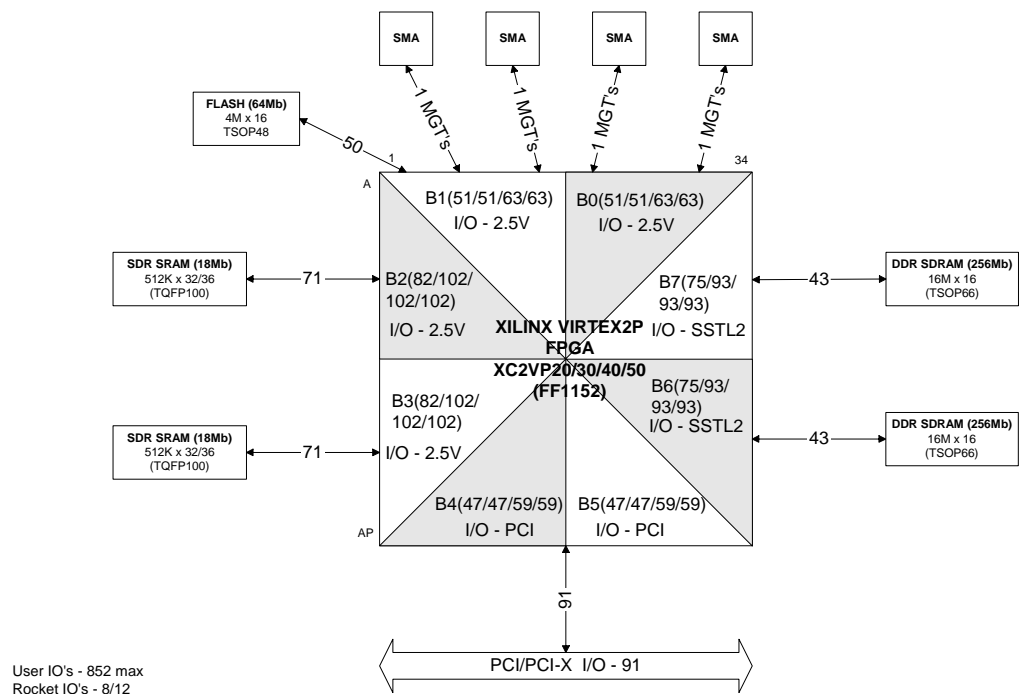 SMA
SMA
SMA
SMA
1 MGT's
1 MGT's
1 MGT's
1 MGT's
FLASH (64Mb)
4M x 16
TSOP48
50
1
34
A
B1(51/51/63/63)
I/O - 2.5V
B0(51/51/63/63)
I/O - 2.5V
SDR SRAM (18Mb)
512K x 32/36
(TQFP100)
71
B2(82/102/
102/102)
I/O - 2.5V
B7(75/93/
93/93)
I/O - SSTL2
43
DDR SDRAM (256Mb)
16M x 16
(TSOP66)
XILINX VIRTEX2P
FPGA
XC2VP20/30/40/50
(FF1152)
SDR SRAM (18Mb)
512K x 32/36
(TQFP100)
71
B3(82/102/
102/102)
I/O - 2.5V
B6(75/93/
93/93)
I/O - SSTL2
43
DDR SDRAM (256Mb)
16M x 16
(TSOP66)
B4(47/47/59/59)
I/O - PCI
B5(47/47/59/59)
I/O - PCI
AP
91
PCI/PCI-X I/O - 91
User IO's - 852 max
Rocket IO's - 8/12